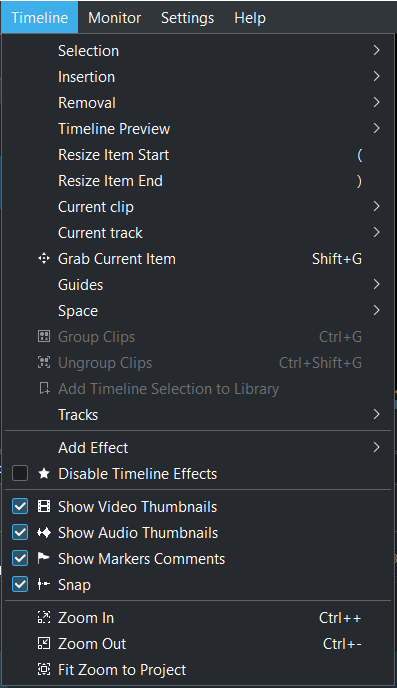 Timeline Monitor Settings Help
Selection
Insertion
Removal
Timeline Preview
Resize Item Start (
Resize Item End )
Current clip
Current track
Grab Current Item Shift+G
Guides
Space
Group Clips Ctrl+G
Ungroup Clips Ctrl+Shift+G
Add Timeline Selection to Library
Tracks
Add Effect
Disable Timeline Effects
Show Video Thumbnails
Show Audio Thumbnails
Show Markers Comments
Snap
Zoom In Ctrl++
Zoom Out Ctrl+-
Fit Zoom to Project